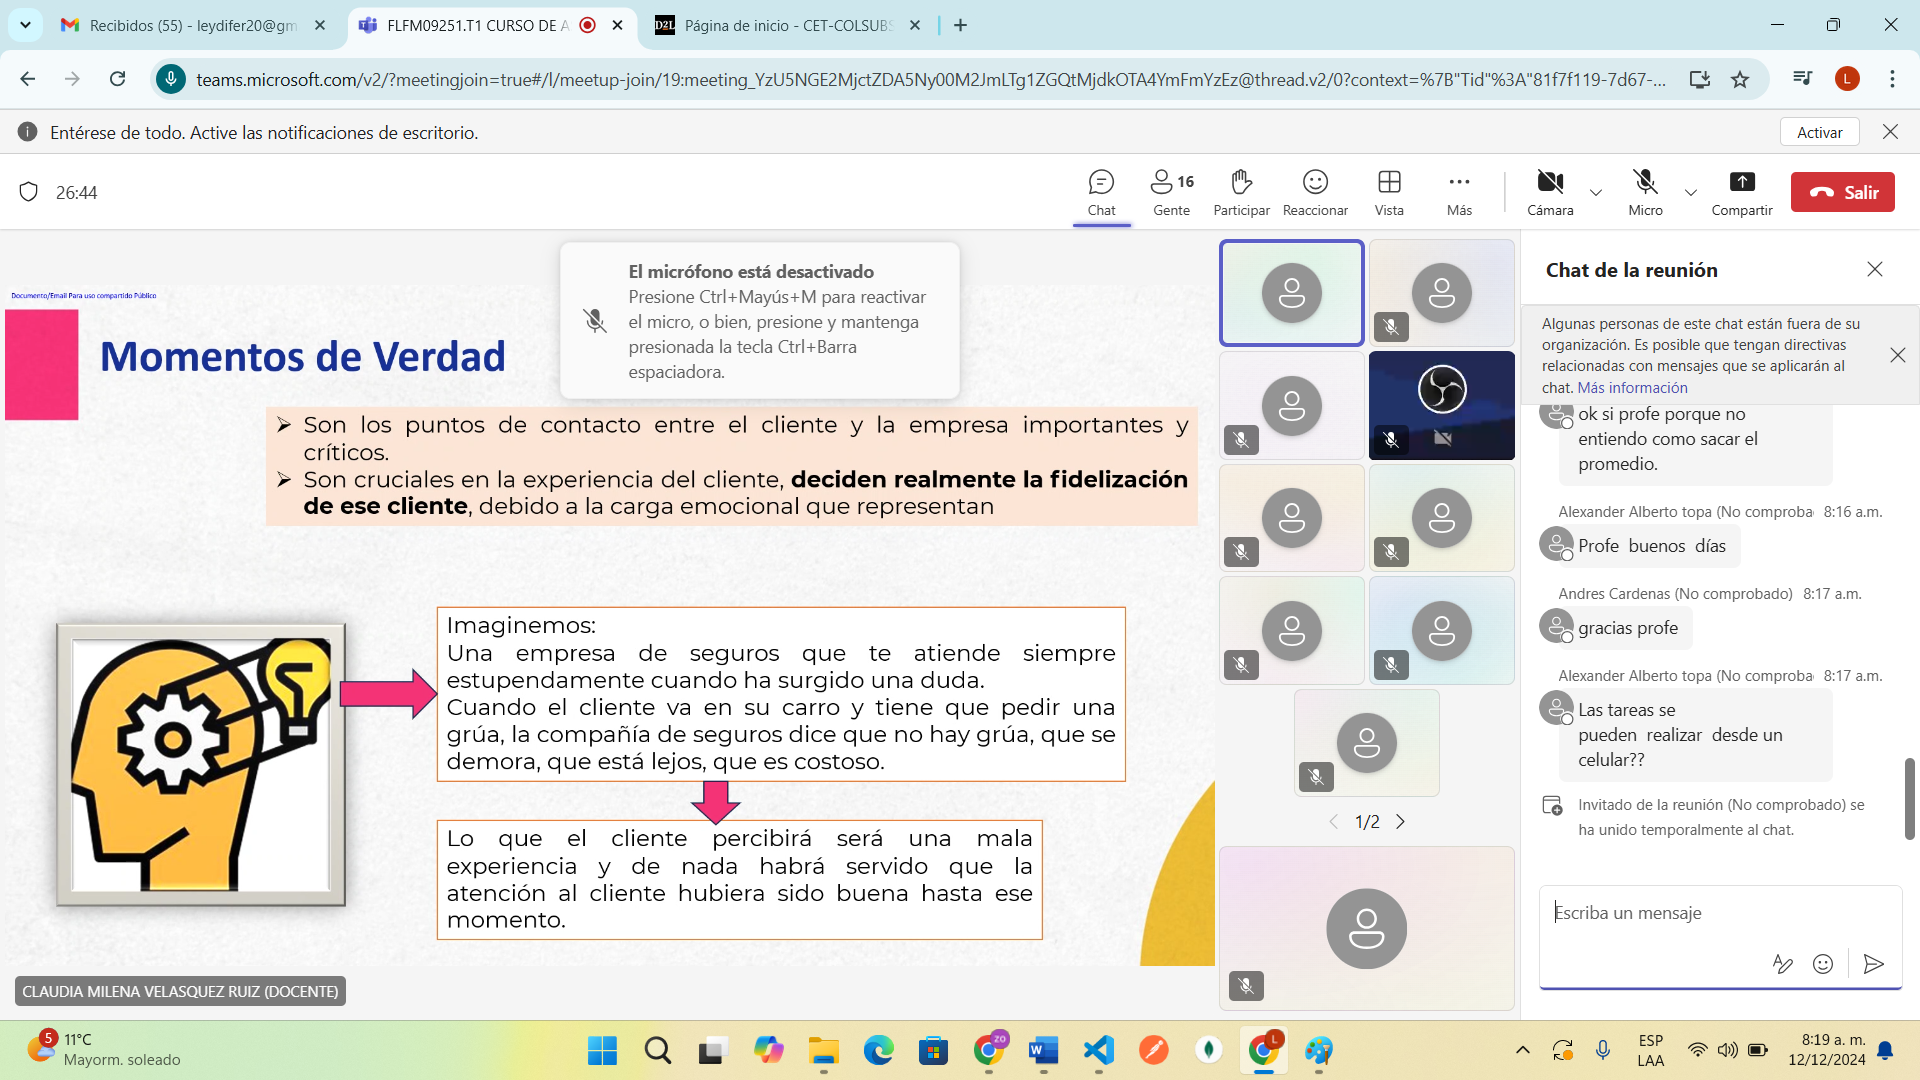 Recibidos (55) - leydifer20@gm
FLFM09251.T1 CURSO DE A
D2L
Página de inicio - CET-COLSUBS
teams.microsoft.com/v2/?meetingjoin=true#/l/meetup-join/19:meeting_YzU5NGE2MjctZDA5Ny00M2JmLTg1ZGQtMjdkOTA4YmFmYzEz@thread.v2/0?context=%7B"Tid"%3A"81f7f119-7d67-...
L
Entérese de todo. Active las notificaciones de escritorio.
Activar
26:44
Chat
16
Gente
Participar
Reaccionar
Vista
Más
Cámara
Micro
Compartir
Salir
El micrófono está desactivado
Presione Ctrl+Mayús+M para reactivar
el micro, o bien, presione y mantenga
presionada la tecla Ctrl+Barra
espaciadora.
Documento/Email Para uso compartido Público
Momentos de Verdad
Son los puntos de contacto entre el cliente y la empresa importantes y
críticos.
Son cruciales en la experiencia del cliente, deciden realmente la fidelización
de ese cliente, debido a la carga emocional que representan
Imaginemos:
Una empresa de seguros que te atiende siempre
estupendamente cuando ha surgido una duda.
Cuando el cliente va en su carro y tiene que pedir una
grúa, la compañía de seguros dice que no hay grúa, que se
demora, que está lejos, que es costoso.
Lo que el cliente percibirá será una mala
experiencia y de nada habrá servido que la
atención al cliente hubiera sido buena hasta ese
momento.
CLAUDIA MILENA VELASQUEZ RUIZ (DOCENTE)
1/2
Chat de la reunión
Algunas personas de este chat están fuera de su
organización. Es posible que tengan directivas
relacionadas con mensajes que se aplicarán al
chat. Más información
ok si profe porque no
entiendo como sacar el
promedio.
Alexander Alberto topa (No comproba 8:16 a.m.
Profe buenos días
Andres Cardenas (No comprobado) 8:17 a.m.
gracias profe
Alexander Alberto topa (No comproba 8:17 a.m.
Las tareas se
pueden realizar desde un
celular??
Invitado de la reunión (No comprobado) se
ha unido temporalmente al chat.
Escriba un mensaje
5
11°C
Mayorm. soleado
ZO
L
ESP
LAA
8:19 a. m.
12/12/2024